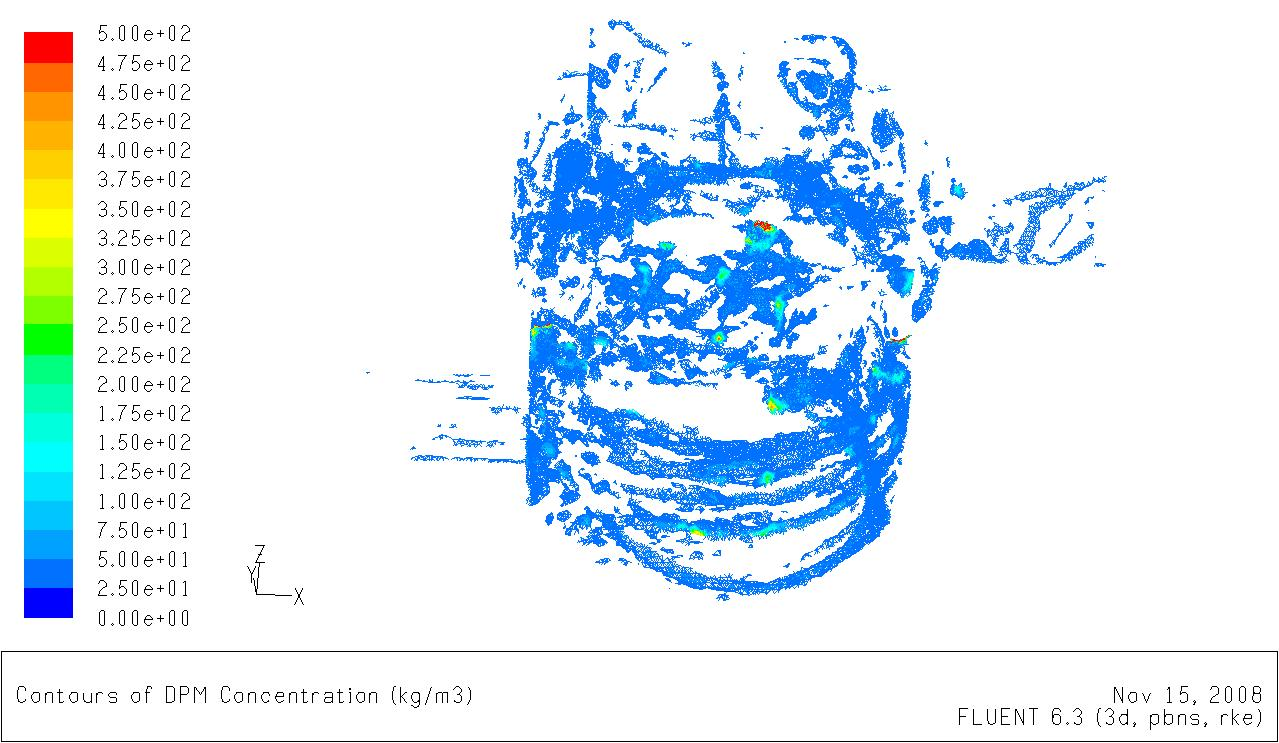 5.00e+02
4.75e+02
4.50e+02
4.25e+02
4.00e+02
3.75e+02
3.50e+02
3.25e+02
3.00e+02
2.75e+02
2.50e+02
2.25e+02
2.00e+02
1.75e+02
1.50e+02
1.25e+02
1.00e+02
7.50e+01
5.00e+01
2.50e+01
0.00e+00
Z
Y
X
Contours of DPM Concentration (kg/m3)
Nov 15, 2008
FLUENT 6.3 (3d, pbns, rke)